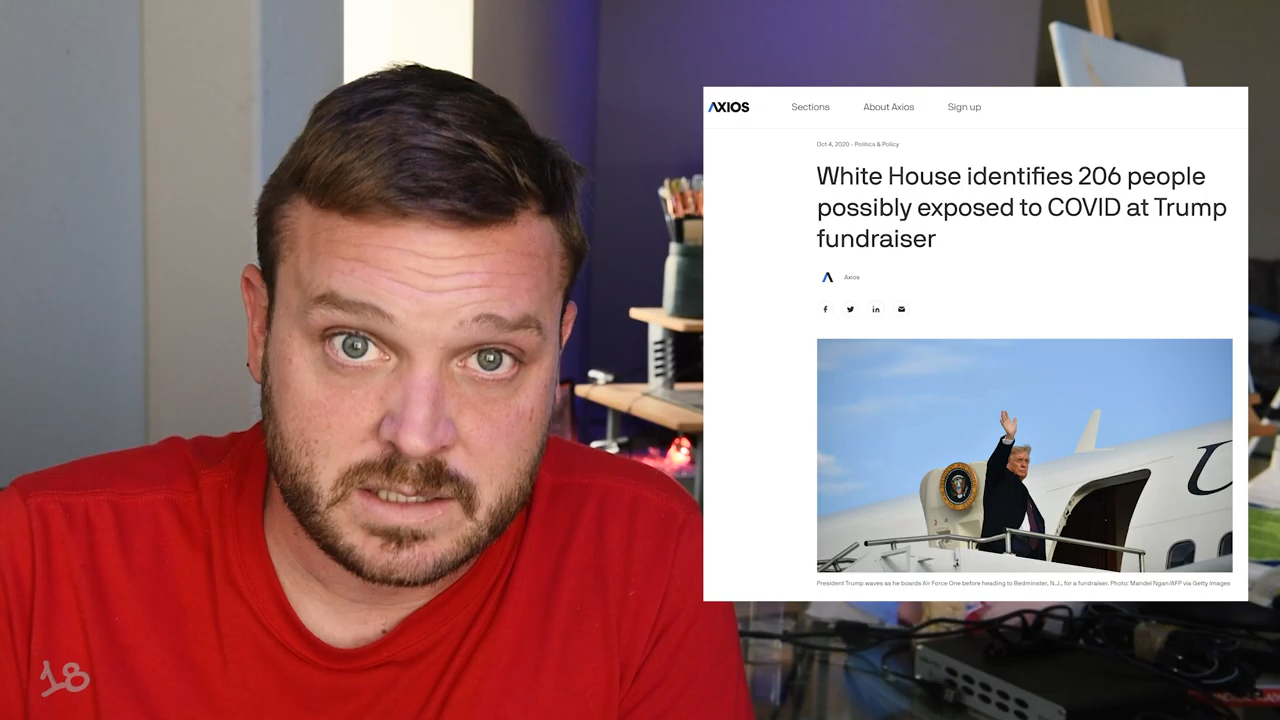 AXIOS Sections About Axios Sign up
Oct 4, 2020 - Politics & Policy
White House identifies 206 people
possibly exposed to COVID at Trump
fundraiser
Axios
President Trump waves as he boards Air Force One before heading to Bedminster, N.J., for a fundraiser. Photo: Mandel Ngan/AFP via Getty Images
18